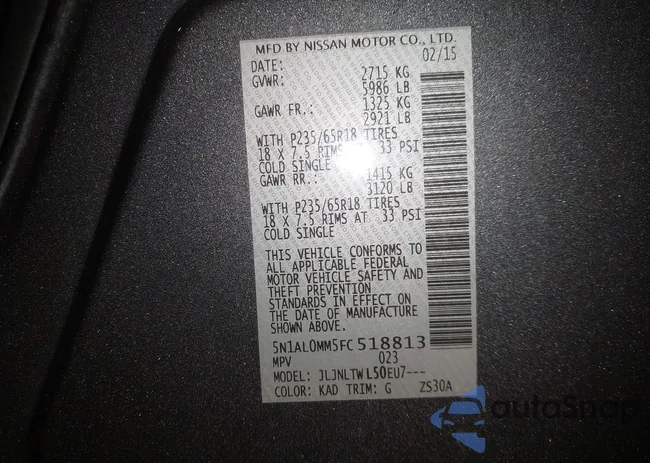 MFD BY NISSAN MOTOR CO., LTD.
DATE: 02/15
GVWR: 2715 KG
5986 LB
GAWR FR.: 1325 KG
2921 LB
WITH P235/65R18 TIRES
18 X 7.5 RIMS AT 33 PSI
COLD SINGLE
GAWR RR.: 1415 KG
3120 LB
WITH P235/65R18 TIRES
18 X 7.5 RIMS AT 33 PSI
COLD SINGLE
THIS VEHICLE CONFORMS TO
ALL APPLICABLE FEDERAL
MOTOR VEHICLE SAFETY AND
THEFT PREVENTION
STANDARDS IN EFFECT ON
THE DATE OF MANUFACTURE
SHOWN ABOVE.
5N1AL0MM5FC518813
MPV 023
MODEL: JLJNLTWL50EU7---
COLOR: KAD TRIM: G ZS30A
autoSnap